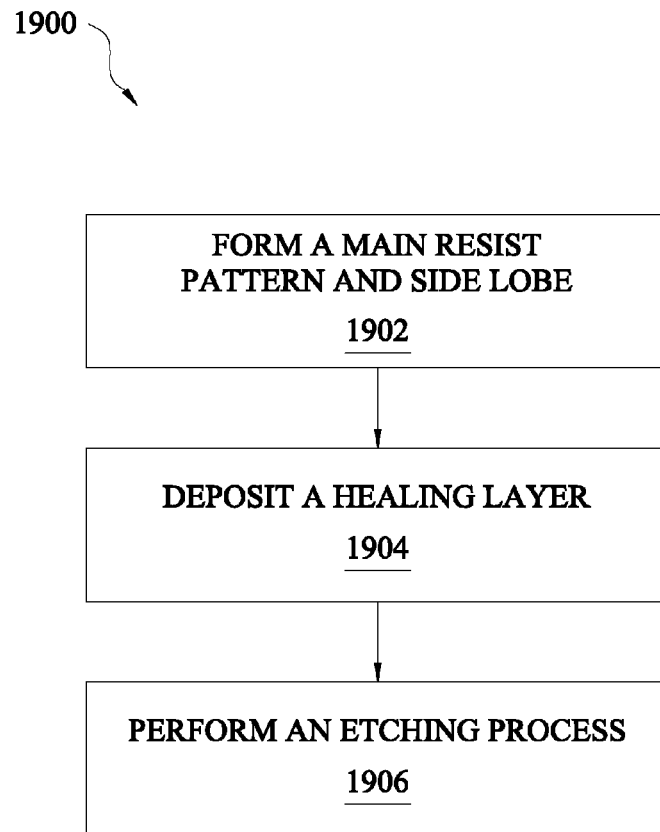 1900
FORM A MAIN RESIST
PATTERN AND SIDE LOBE
1902
DEPOSIT A HEALING LAYER
1904
PERFORM AN ETCHING PROCESS
1906